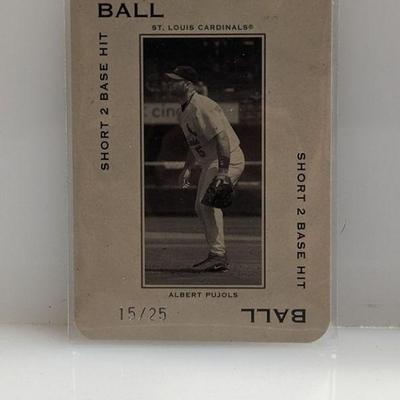 BALL
ST. LOUIS CARDINALS®
SHORT 2 BASE HIT
SHORT 2 BASE HIT
ALBERT PUJOLS
15/25
BALL